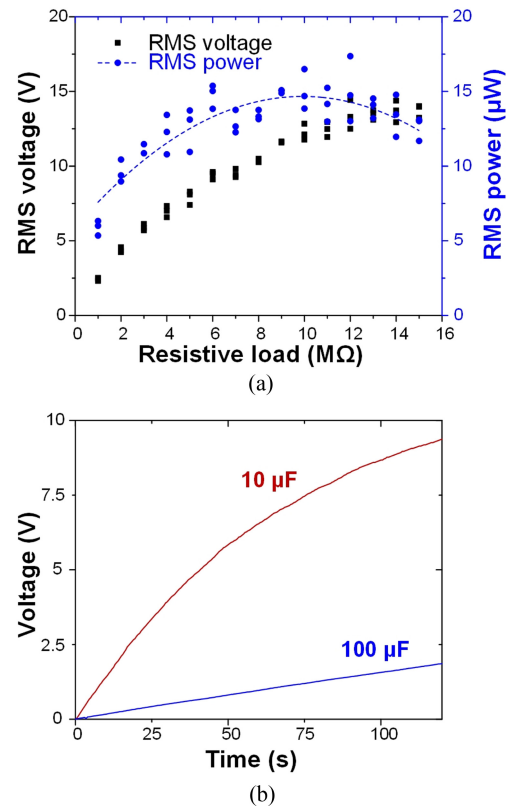 RMS voltage
RMS power
RMS voltage (V)
RMS power (µW)
20
15
10
5
0
20
15
10
5
0
0 2 4 6 8 10 12 14 16
Resistive load (MΩ)
(a)
10 µF
100 µF
Voltage (V)
10
7.5
5
2.5
0
0 25 50 75 100
Time (s)
(b)